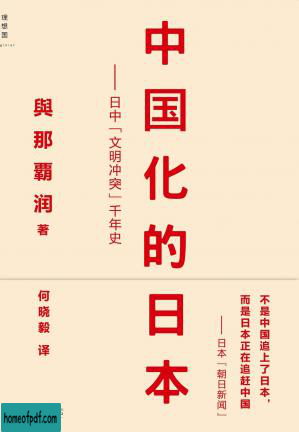 理想国
中国化的日本
——日中「文明冲突」千年史
與那覇润 著
何晓毅 译
不是中国追上了日本，
而是日本正在追赶中国
——日本「朝日新闻」
homeofpdf.com